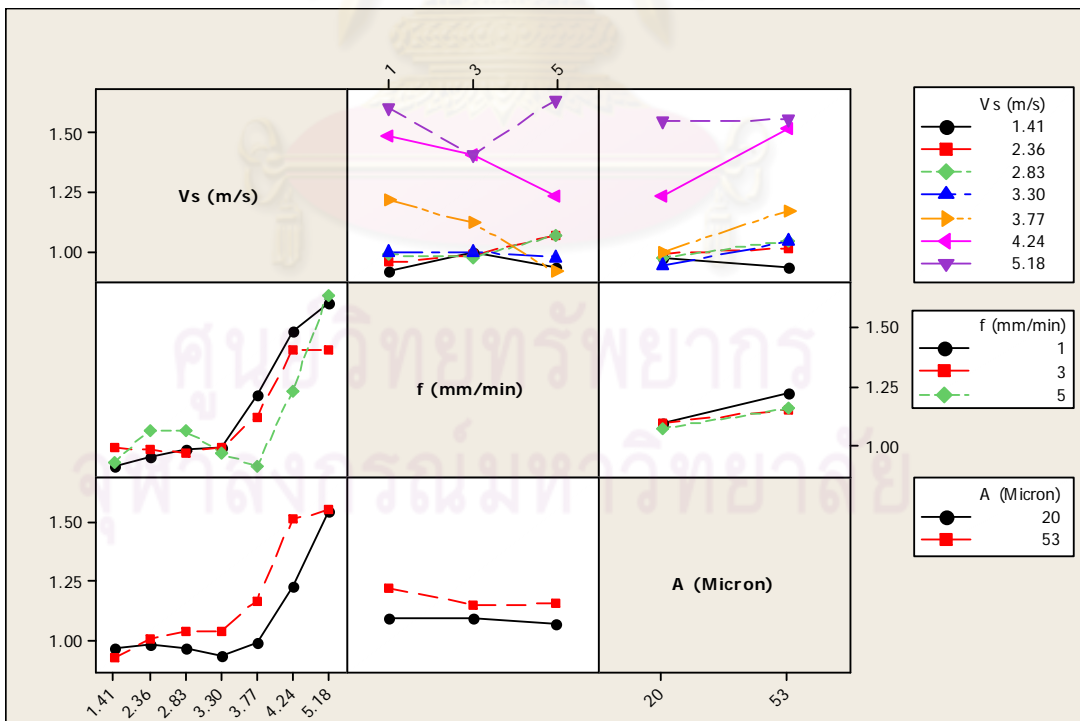 1 3 5
1.50
1.25
1.00
Vs (m/s)
Vs (m/s)
1.41
2.36
2.83
3.30
3.77
4.24
5.18
f (mm/min)
1.50
1.25
1.00
f (mm/min)
1
3
5
ศูนย์วิทยทรัพยากร
จุฬาลงกรณ์มหาวิทยาลัย
1.50
1.25
1.00
A (Micron)
A (Micron)
20
53
1.41 2.36 2.83 3.30 3.77 4.24 5.18
20 53